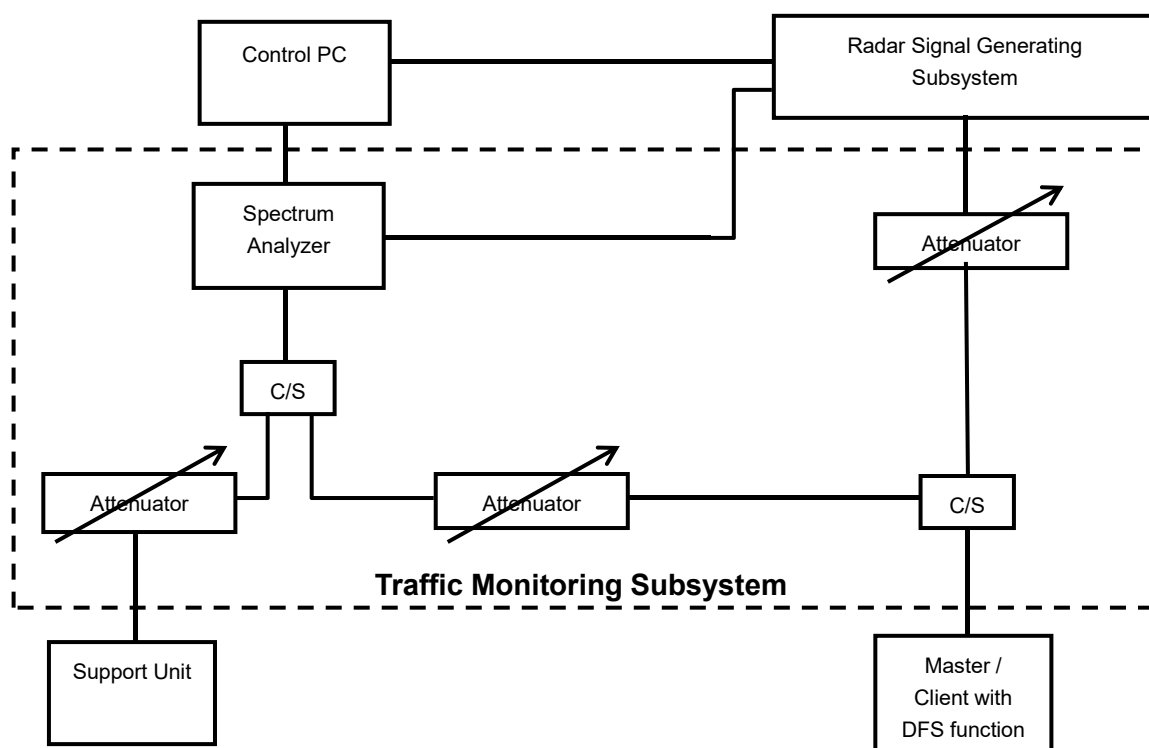 Control PC
Radar Signal Generating
Subsystem
Spectrum
Analyzer
Attenuator
C/S
Attenuator
Attenuator
C/S
Traffic Monitoring Subsystem
Support Unit
Master /
Client with
DFS function